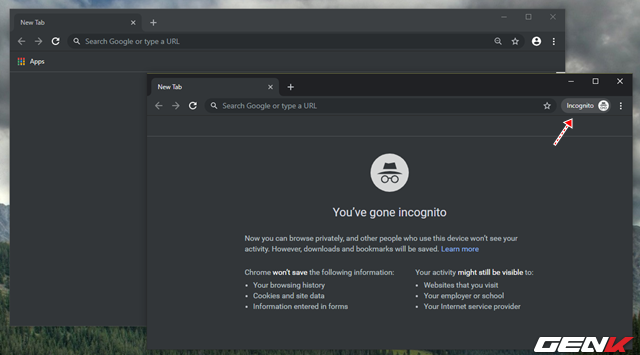 New Tab
Search Google or type a URL
Apps
New Tab
Search Google or type a URL
Incognito
You've gone incognito
Now you can browse privately, and other people who use this device won't see your
activity. However, downloads and bookmarks will be saved. Learn more
Chrome won't save the following information:
• Your browsing history
• Cookies and site data
• Information entered in forms
Your activity might still be visible to:
• Websites that you visit
• Your employer or school
• Your Internet service provider
GENK